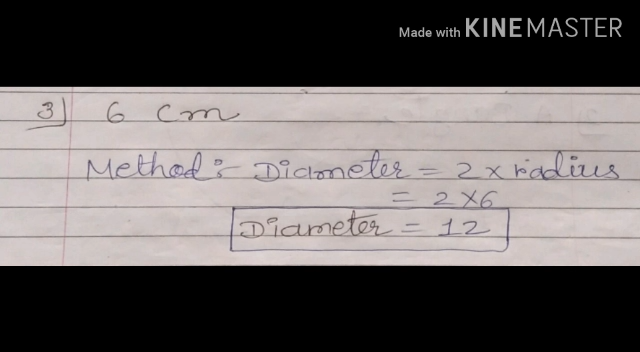 Made with KINEMASTER
3) 6 cm
Method :- Diameter = 2 × radius
= 2 × 6
Diameter = 12